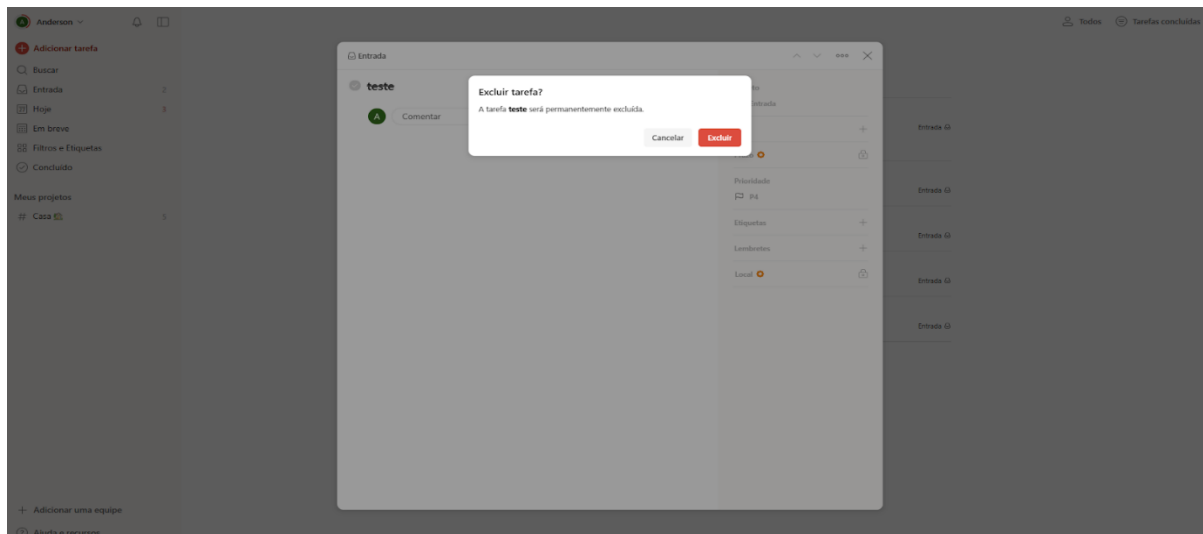 A Anderson
Todos
Tarefas concluídas
Adicionar tarefa
Buscar
Entrada
Hoje
Em breve
Filtros e Etiquetas
Concluído
Meus projetos
# Casa
Adicionar uma equipe
Ajuda e recursos
Entrada
teste
A
Comentar
Excluir tarefa?
A tarefa teste será permanentemente excluída.
Cancelar
Excluir
Prioridade
P4
Etiquetas
Lembretes
Local
Entrada
Entrada
Entrada
Entrada
Entrada